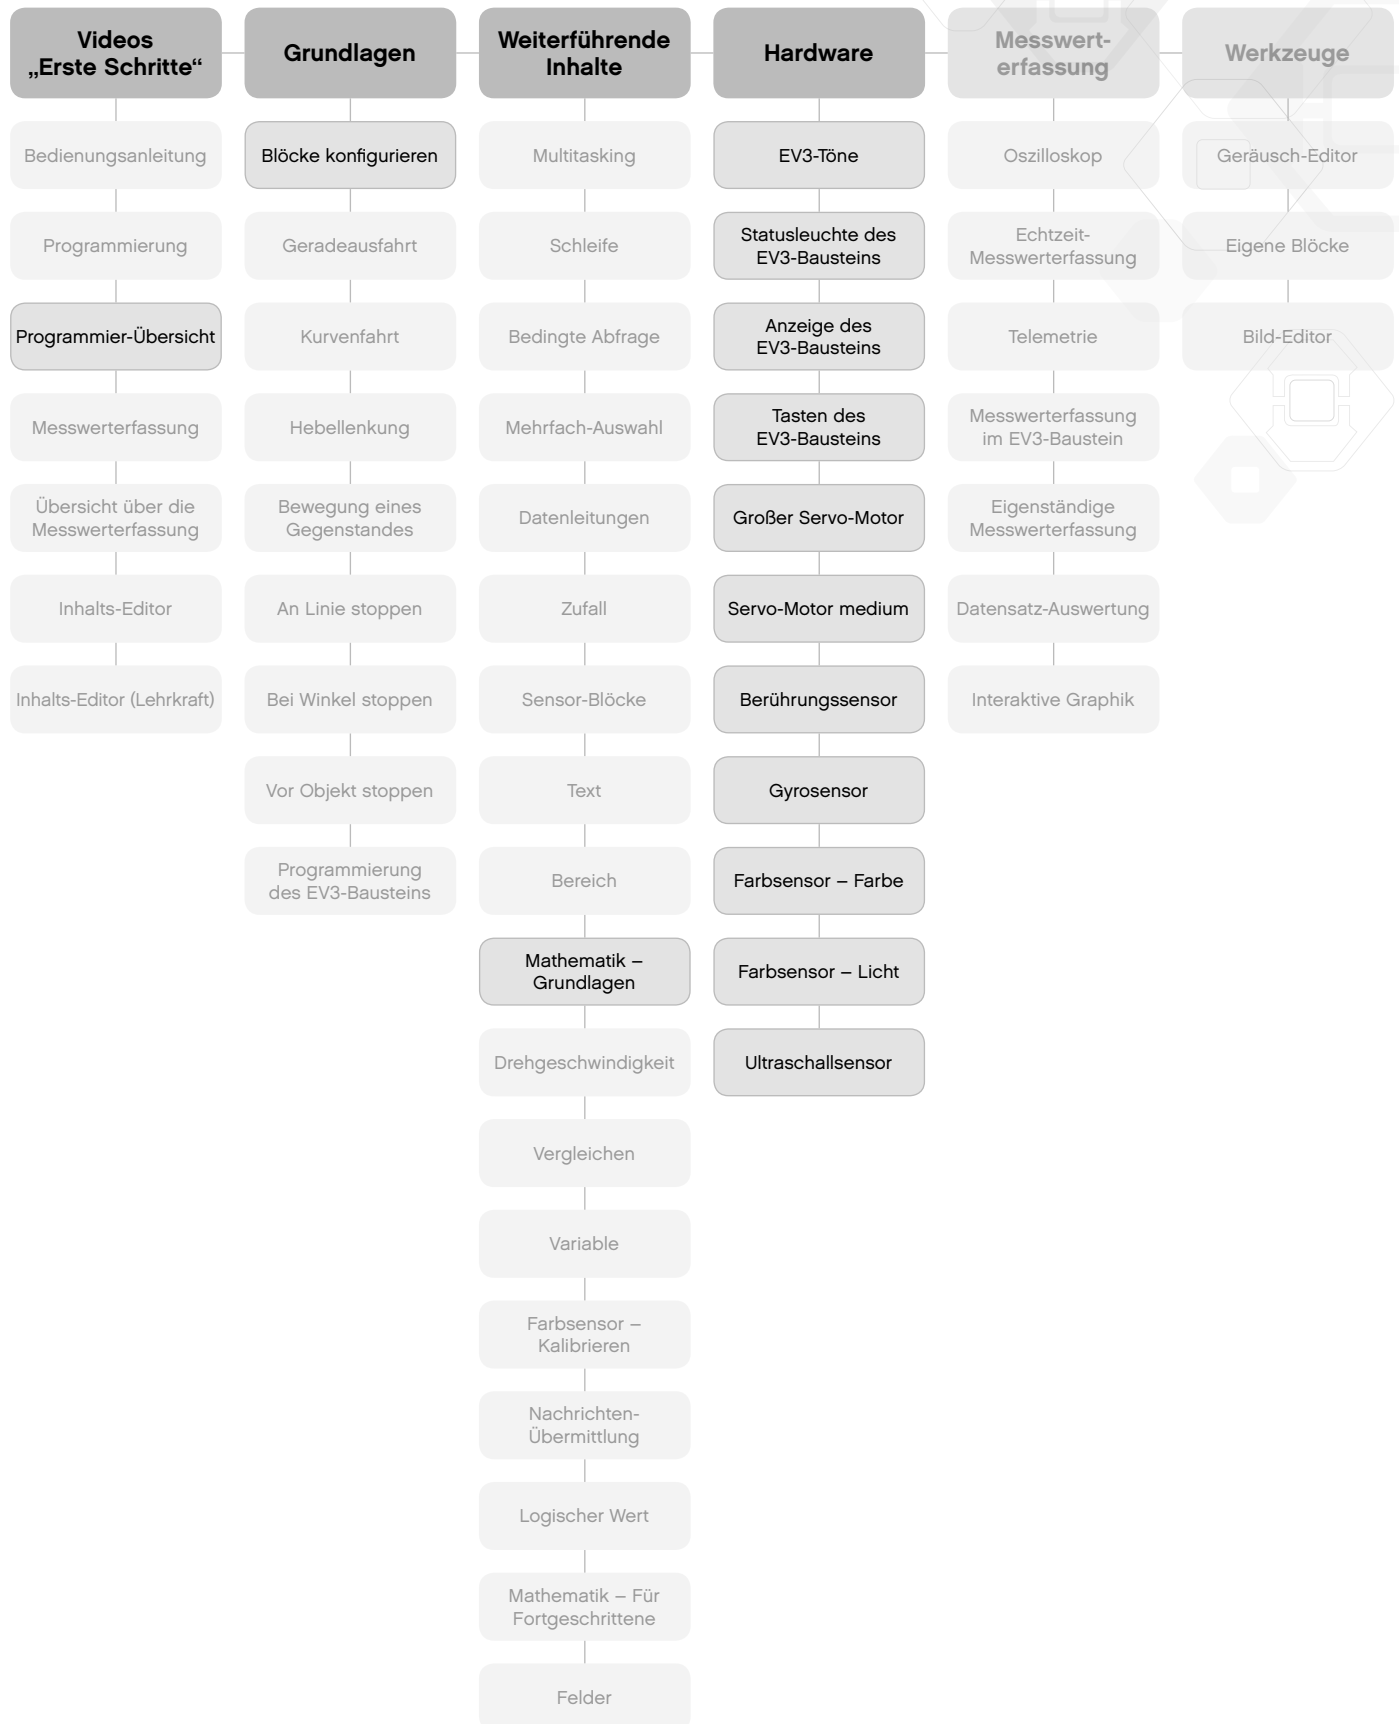 Videos
„Erste Schritte“
Bedienungsanleitung
Programmierung
Programmier-Übersicht
Messwerterfassung
Übersicht über die
Messwerterfassung
Inhalts-Editor
Inhalts-Editor (Lehrkraft)
Grundlagen
Blöcke konfigurieren
Geradeausfahrt
Kurvenfahrt
Hebellenkung
Bewegung eines
Gegenstandes
An Linie stoppen
Bei Winkel stoppen
Vor Objekt stoppen
Programmierung
des EV3-Bausteins
Weiterführende
Inhalte
Multitasking
Schleife
Bedingte Abfrage
Mehrfach-Auswahl
Datenleitungen
Zufall
Sensor-Blöcke
Text
Bereich
Mathematik –
Grundlagen
Drehgeschwindigkeit
Vergleichen
Variable
Farbsensor –
Kalibrieren
Nachrichten-
Übermittlung
Logischer Wert
Mathematik – Für
Fortgeschrittene
Felder
Hardware
EV3-Töne
Statusleuchte des
EV3-Bausteins
Anzeige des
EV3-Bausteins
Tasten des
EV3-Bausteins
Großer Servo-Motor
Servo-Motor medium
Berührungssensor
Gyrosensor
Farbsensor – Farbe
Farbsensor – Licht
Ultraschallsensor
Messwert-
erfassung
Oszilloskop
Echtzeit-
Messwerterfassung
Telemetrie
Messwerterfassung
im EV3-Baustein
Eigenständige
Messwerterfassung
Datensatz-Auswertung
Interaktive Graphik
Werkzeuge
Geräusch-Editor
Eigene Blöcke
Bild-Editor